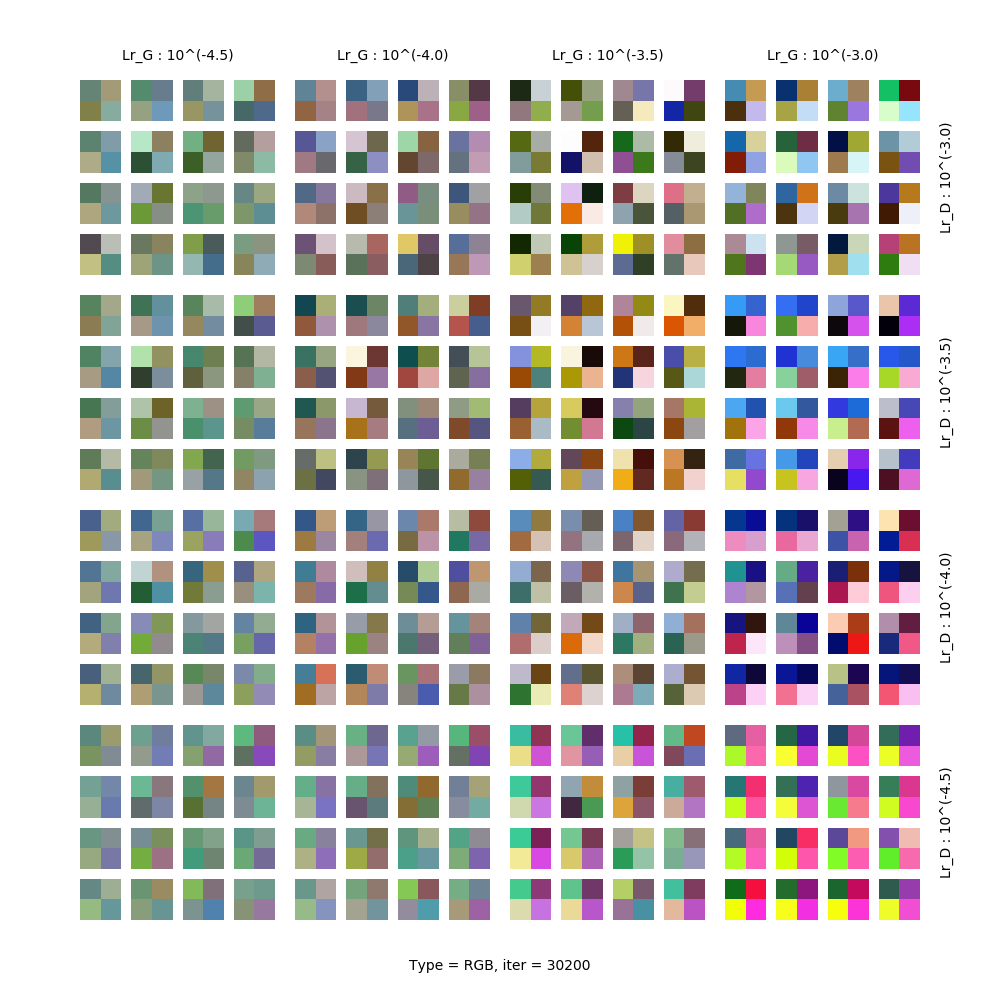 Lr_G : 10^(-4.5)
Lr_G : 10^(-4.0)
Lr_G : 10^(-3.5)
Lr_G : 10^(-3.0)
Lr_D : 10^(-3.0)
Lr_D : 10^(-3.5)
Lr_D : 10^(-4.0)
Lr_D : 10^(-4.5)
Type = RGB, iter = 30200